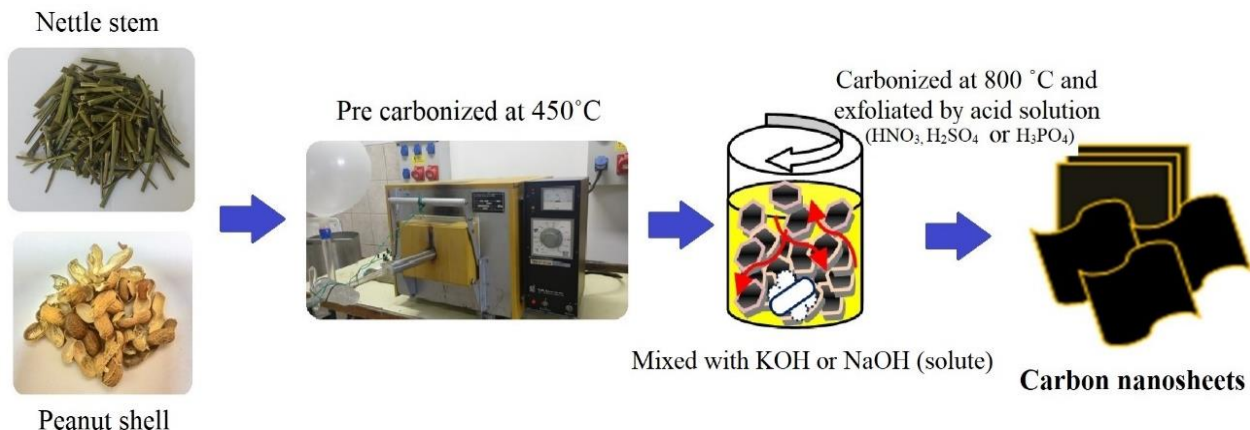 Nettle stem
Peanut shell
Pre carbonized at 450˚C
Carbonized at 800 ˚C and
exfoliated by acid solution
(HNO₃, H₂SO₄ or H₃PO₄)
Mixed with KOH or NaOH (solute)
Carbon nanosheets